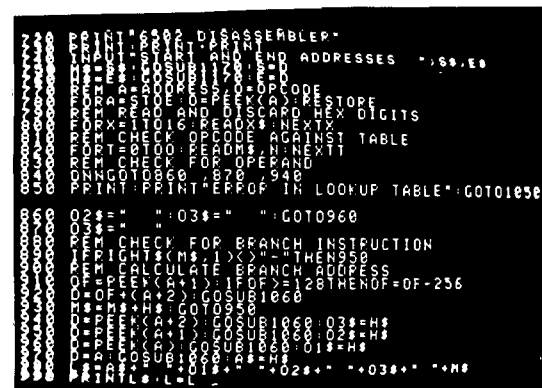 730 PRINT"6502 DISASSEMBLER"
740 PRINT:PRINT:PRINT
750 INPUT "START AND END ADDRESSES ";S$,E$
H$=E$:GOSUB1170:E=D
770 REM A=ADDRESS,D=OPCODE
780 FORA=STOE:D=PEEK(A):RESTORE
790 REM READ AND DISCARD HEX DIGITS
800 FORX=1TO16:READX$:NEXTX
810 REM CHECK OPCODE AGAINST TABLE
820 FORT=0TOD:READM$,N:NEXTT
830 REM CHECK FOR OPERAND
840 ONNGOTO860 ,870 ,940
850 PRINT:PRINT"ERROR IN LOOKUP TABLE":GOTO1050
860 O2$="  ":O3$="  ":GOTO960
870 O3$="  "
880 REM CHECK FOR BRANCH INSTRUCTION
890 IFRIGHT$(M$,1)<>"-"THEN950
900 REM CALCULATE BRANCH ADDRESS
910 OF=PEEK(A+1):IFOF>=128THENOF=OF-256
920 D=OF+(A+2):GOSUB1060
930 M$=M$+H$:GOTO950
940 D=PEEK(A+2):GOSUB1060:O3$=H$
950 D=PEEK(A+1):GOSUB1060:O2$=H$
960 D=PEEK(A):GOSUB1060:O1$=H$
970 D=A:GOSUB1060:A$=H$
980 L$=A$+" "+O1$+" "+O2$+" "+O3$+" "+M$
990 PRINTL$:L=L